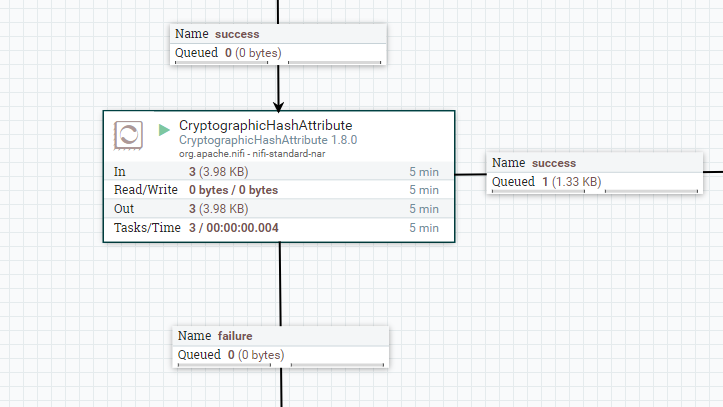 Name success
Queued 0 (0 bytes)
CryptographicHashAttribute
CryptographicHashAttribute 1.8.0
org.apache.nifi - nifi-standard-nar
In 3 (3.98 KB) 5 min
Read/Write 0 bytes / 0 bytes 5 min
Out 3 (3.98 KB) 5 min
Tasks/Time 3 / 00:00:00.004 5 min
Name success
Queued 1 (1.33 KB)
Name failure
Queued 0 (0 bytes)